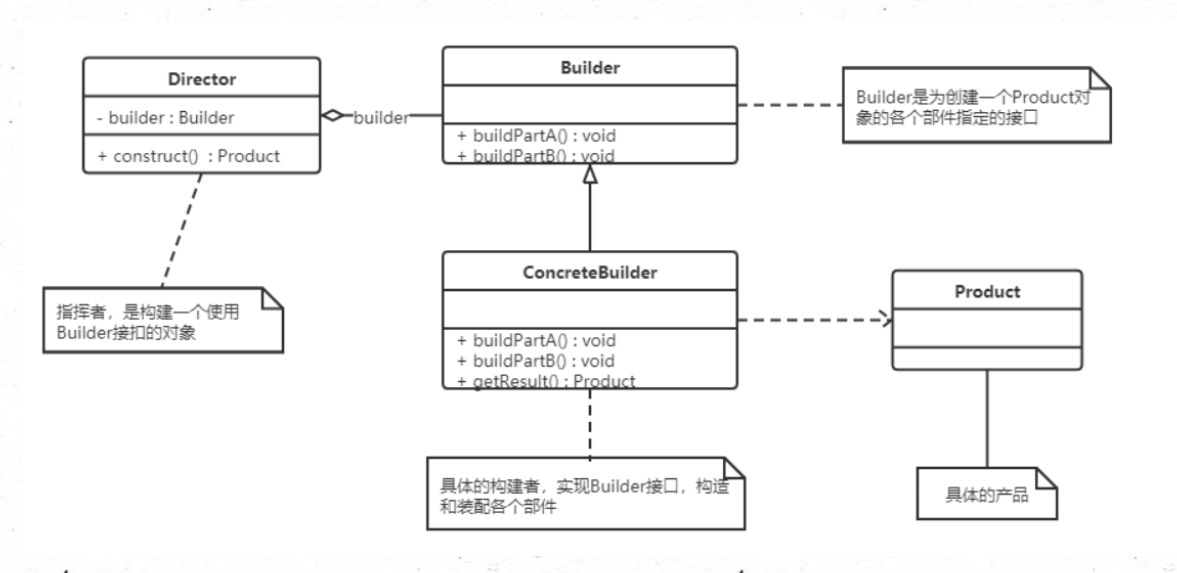 Director
- builder : Builder
+ construct() : Product
builder
Builder
+ buildPartA() : void
+ buildPartB() : void
Builder是为创建一个Product对
象的各个部件指定的接口
指挥者，是构建一个使用
Builder接扣的对象
ConcreteBuilder
+ buildPartA() : void
+ buildPartB() : void
+ getResult() : Product
Product
具体的构建者，实现Builder接口，构造
和装配各个部件
具体的产品